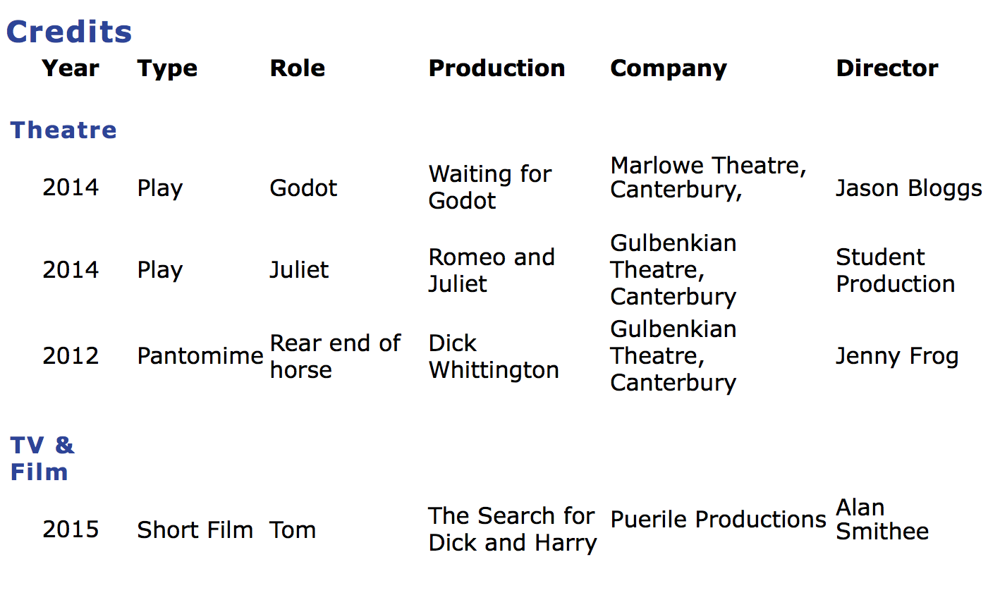 Credits
Year Type Role Production Company Director
Theatre
2014 Play Godot Waiting for Godot Marlowe Theatre, Canterbury, Jason Bloggs
2014 Play Juliet Romeo and Juliet Gulbenkian Theatre, Canterbury Student Production
2012 Pantomime Rear end of horse Dick Whittington Gulbenkian Theatre, Canterbury Jenny Frog
TV &
Film
2015 Short Film Tom The Search for Dick and Harry Puerile Productions Alan Smithee